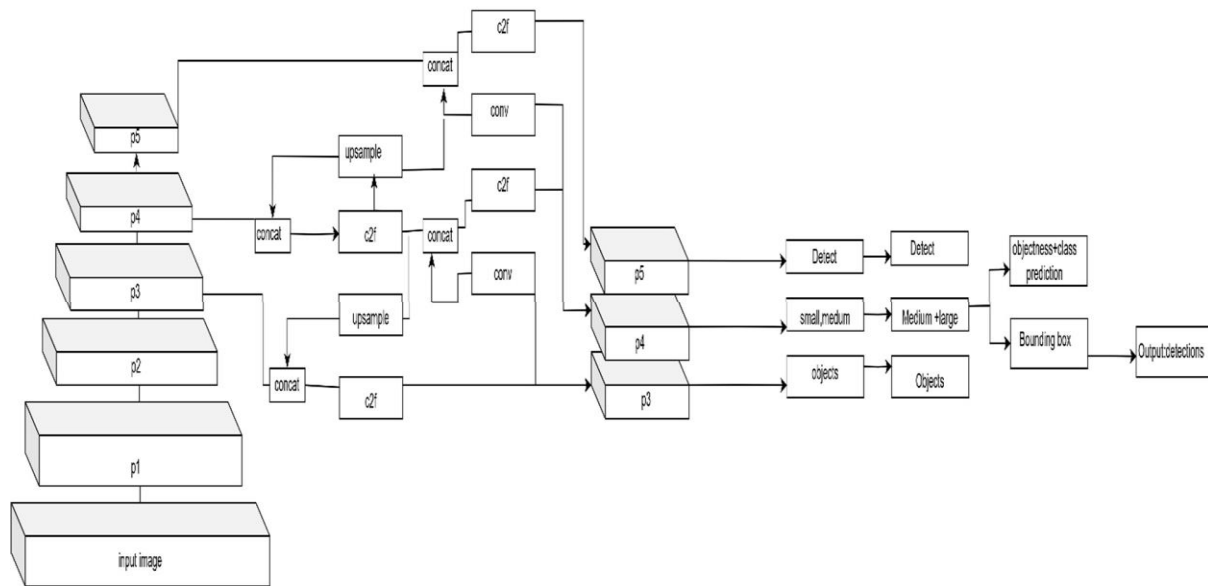 c2f
concat
p5
conv
upsample
c2f
p4
concat
c2f
concat
p3
conv
upsample
p2
concat
c2f
p1
input image
p5
p4
p3
Detect
Detect
small,medum
Medium +large
objects
Objects
objectness+class
prediction
Bounding box
Output:detections